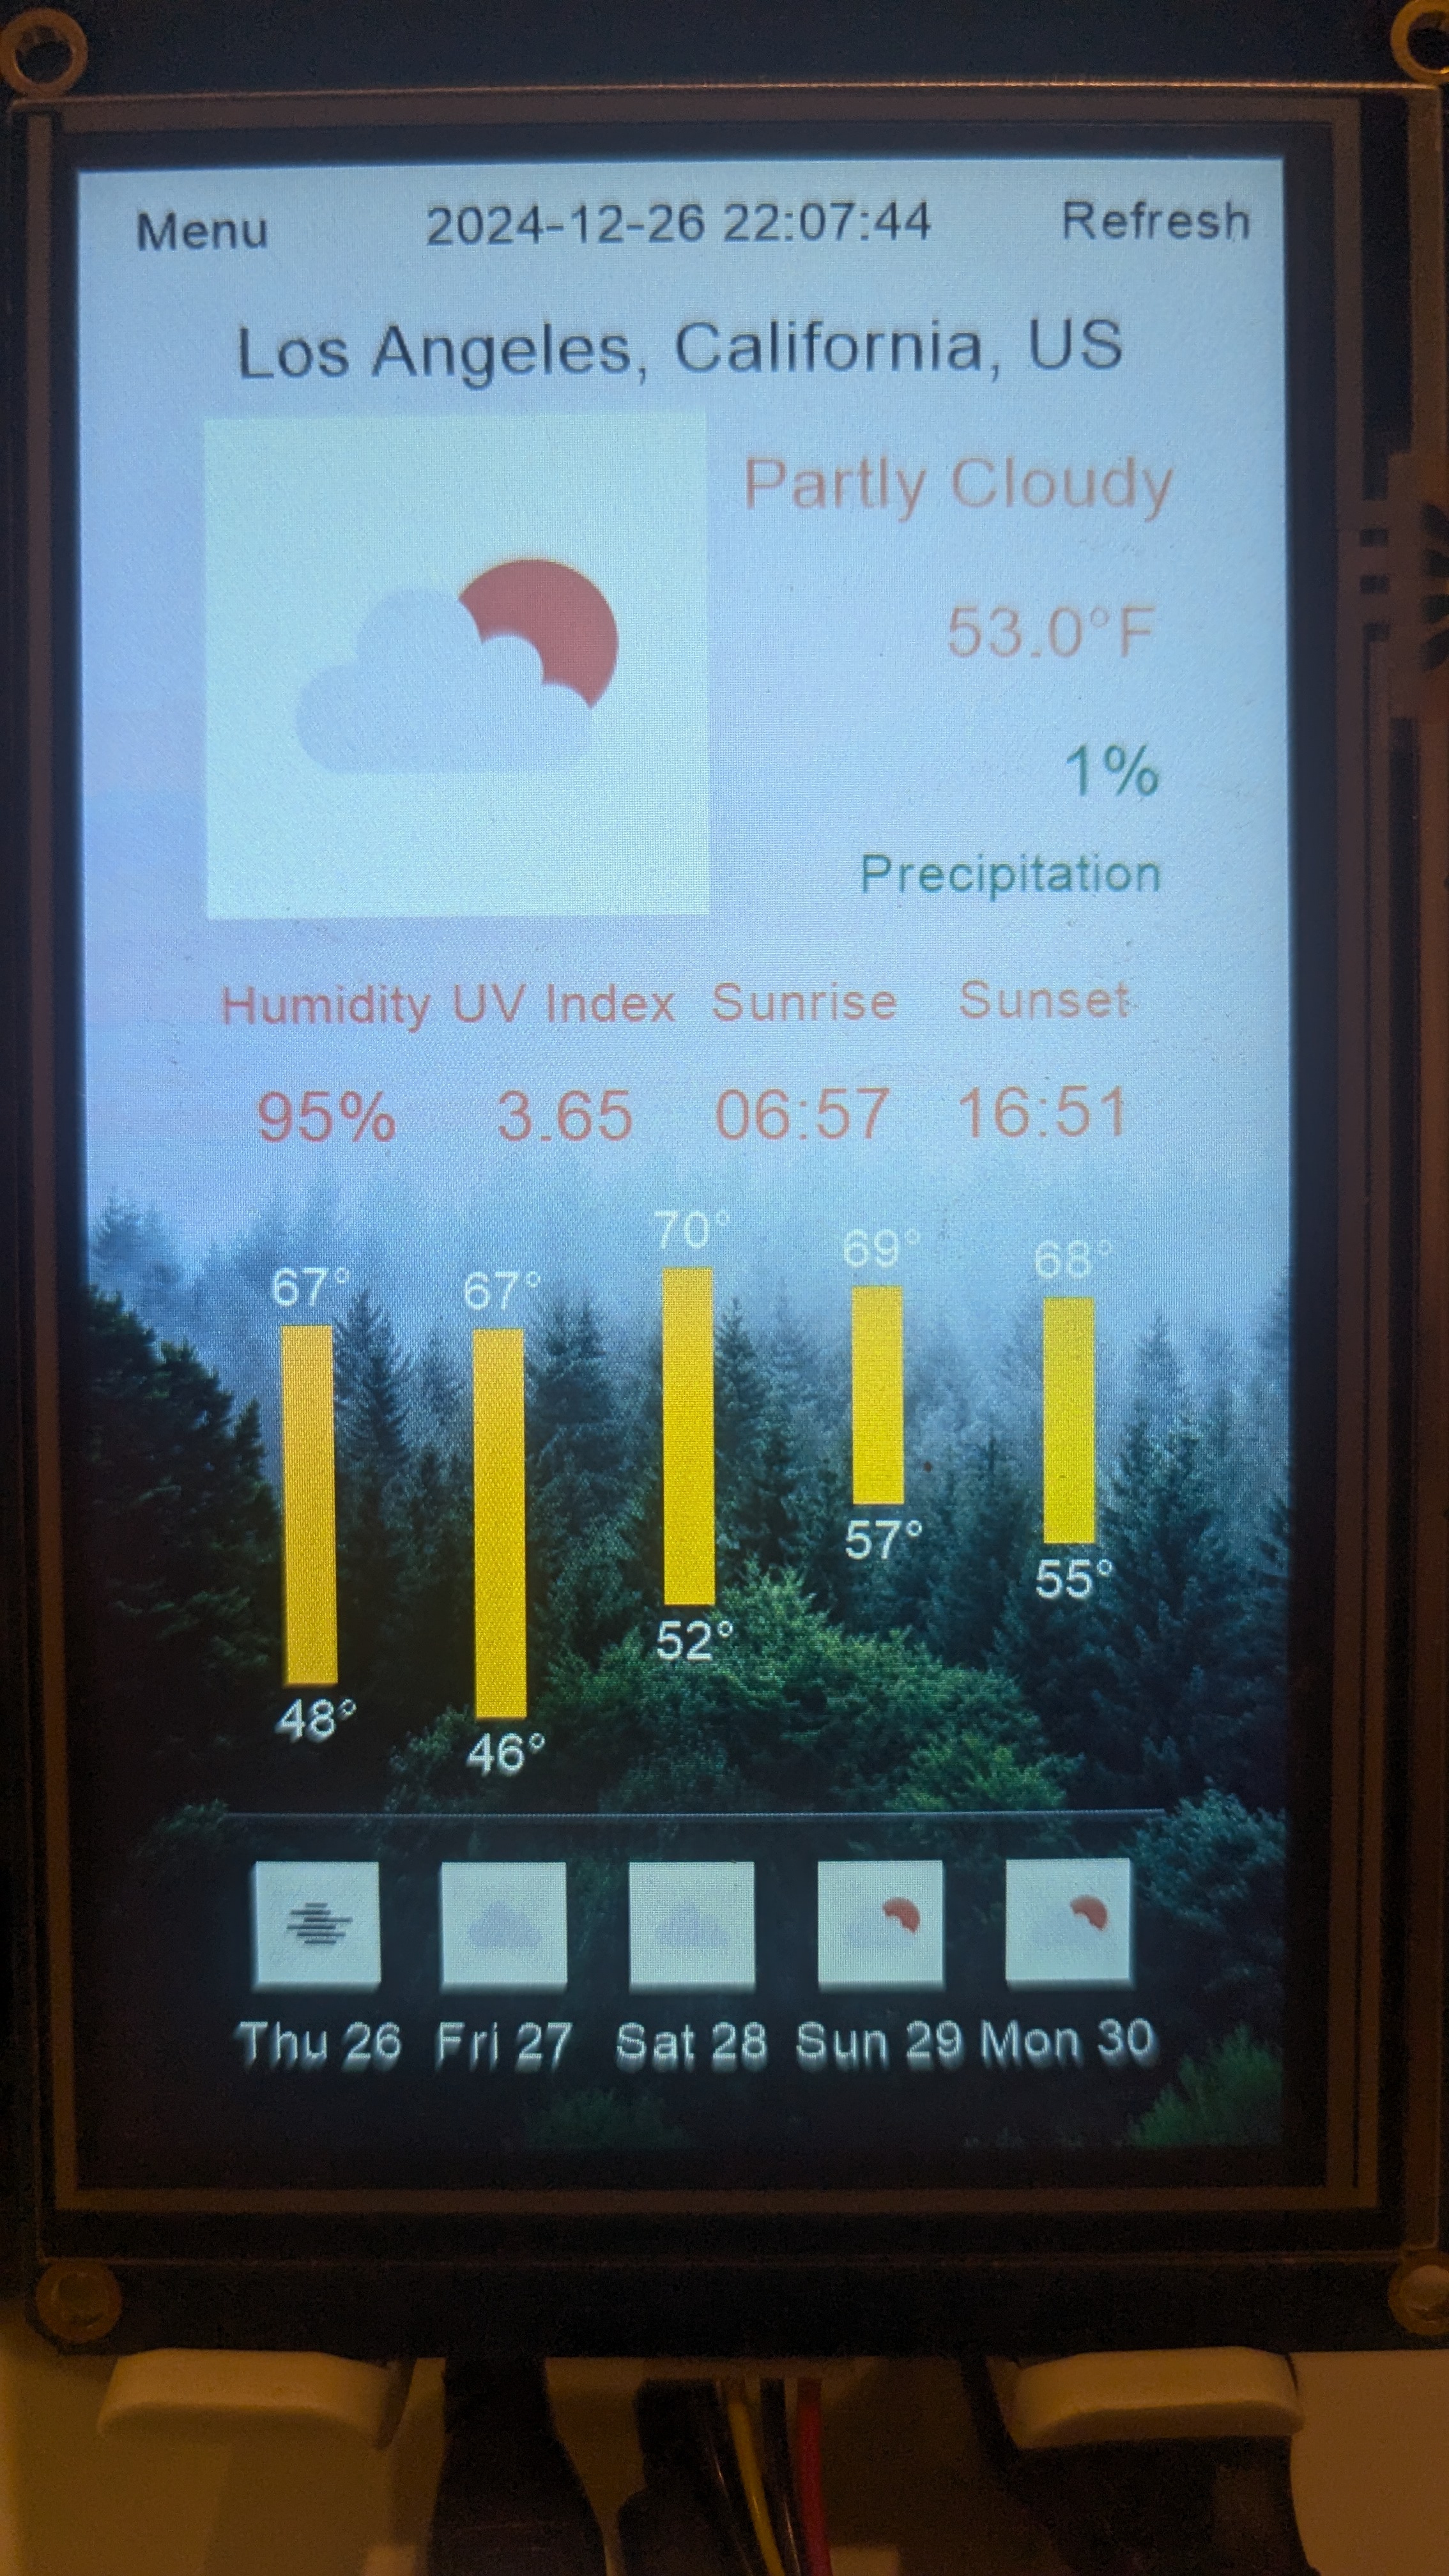 Menu 2024-12-26 22:07:44 Refresh
Los Angeles, California, US
Partly Cloudy
53.0°F
1%
Precipitation
Humidity UV Index Sunrise Sunset
95% 3.65 06:57 16:51
67° 67° 70° 69° 68°
48° 46° 52° 57° 55°
Thu 26 Fri 27 Sat 28 Sun 29 Mon 30